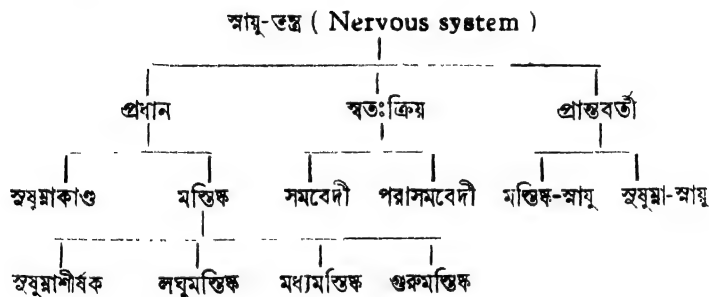 স্নায়ু-তন্ত্র ( Nervous system )
প্রধান স্বতঃক্রিয় প্রান্তবর্তী
সুষুম্নাকাণ্ড মস্তিষ্ক সমবেদী পরাসমবেদী মস্তিষ্ক-স্নায়ু সুষুম্না-স্নায়ু
সুষুম্নাশীর্ষক লঘুমস্তিষ্ক মধ্যমস্তিষ্ক গুরুমস্তিষ্ক